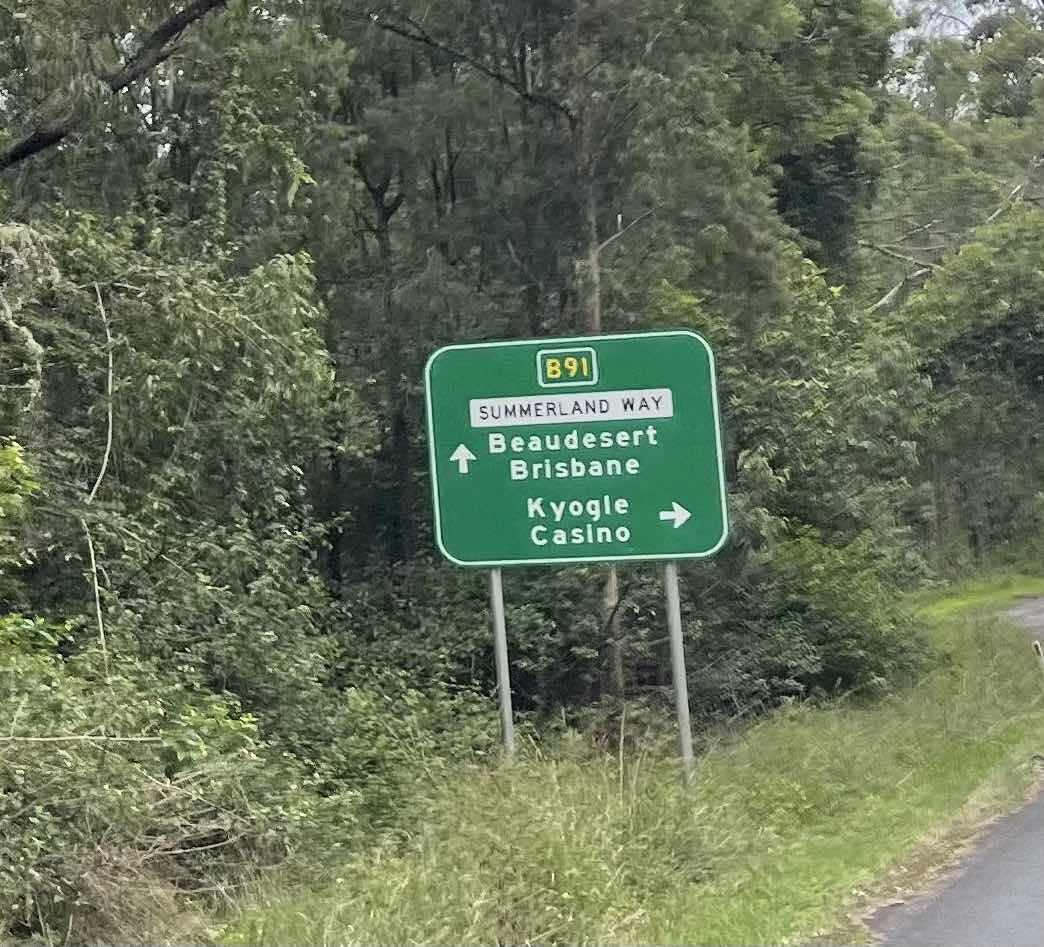 B91
SUMMERLAND WAY
Beaudesert
Brisbane
Kyogle
Casino